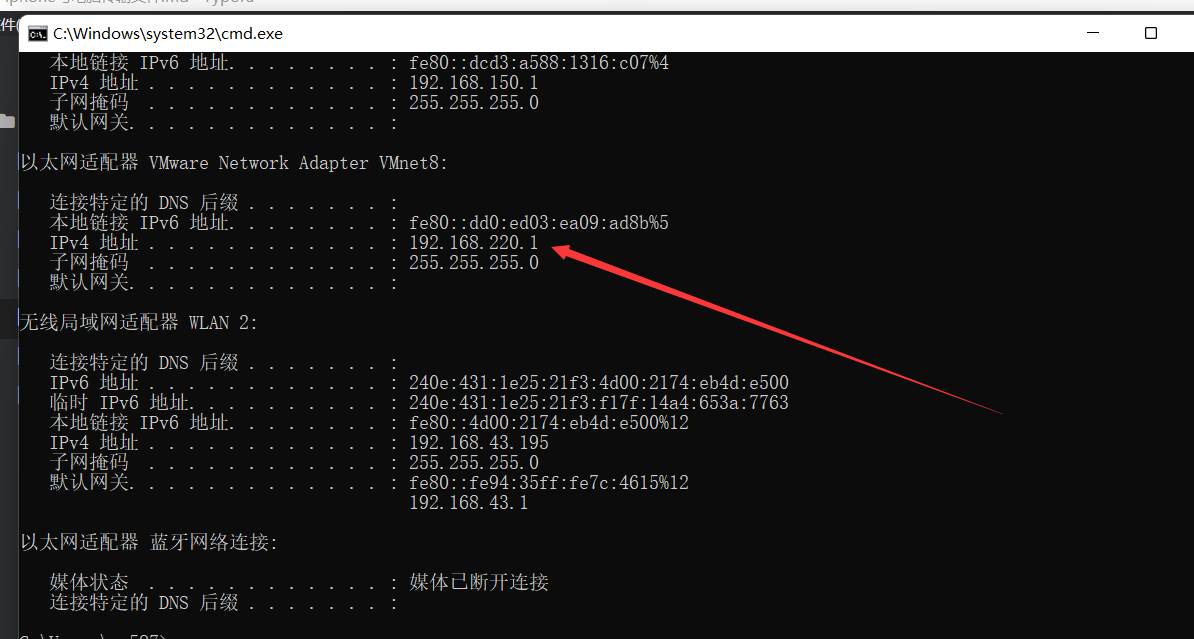 C:\Windows\system32\cmd.exe
件
本地链接 IPv6 地址. . . . . . . . : fe80::dcd3:a588:1316:c07%4
IPv4 地址 . . . . . . . . . . . . : 192.168.150.1
子网掩码  . . . . . . . . . . . . : 255.255.255.0
默认网关. . . . . . . . . . . . . :
以太网适配器 VMware Network Adapter VMnet8:
连接特定的 DNS 后缀 . . . . . . . :
本地链接 IPv6 地址. . . . . . . . : fe80::dd0:ed03:ea09:ad8b%5
IPv4 地址 . . . . . . . . . . . . : 192.168.220.1
子网掩码  . . . . . . . . . . . . : 255.255.255.0
默认网关. . . . . . . . . . . . . :
无线局域网适配器 WLAN 2:
连接特定的 DNS 后缀 . . . . . . . :
IPv6 地址 . . . . . . . . . . . . : 240e:431:1e25:21f3:4d00:2174:eb4d:e500
临时 IPv6 地址. . . . . . . . . . : 240e:431:1e25:21f3:f17f:14a4:653a:7763
本地链接 IPv6 地址. . . . . . . . : fe80::4d00:2174:eb4d:e500%12
IPv4 地址 . . . . . . . . . . . . : 192.168.43.195
子网掩码  . . . . . . . . . . . . : 255.255.255.0
默认网关. . . . . . . . . . . . . : fe80::fe94:35ff:fe7c:4615%12
192.168.43.1
以太网适配器 蓝牙网络连接:
媒体状态  . . . . . . . . . . . . : 媒体已断开连接
连接特定的 DNS 后缀 . . . . . . . :